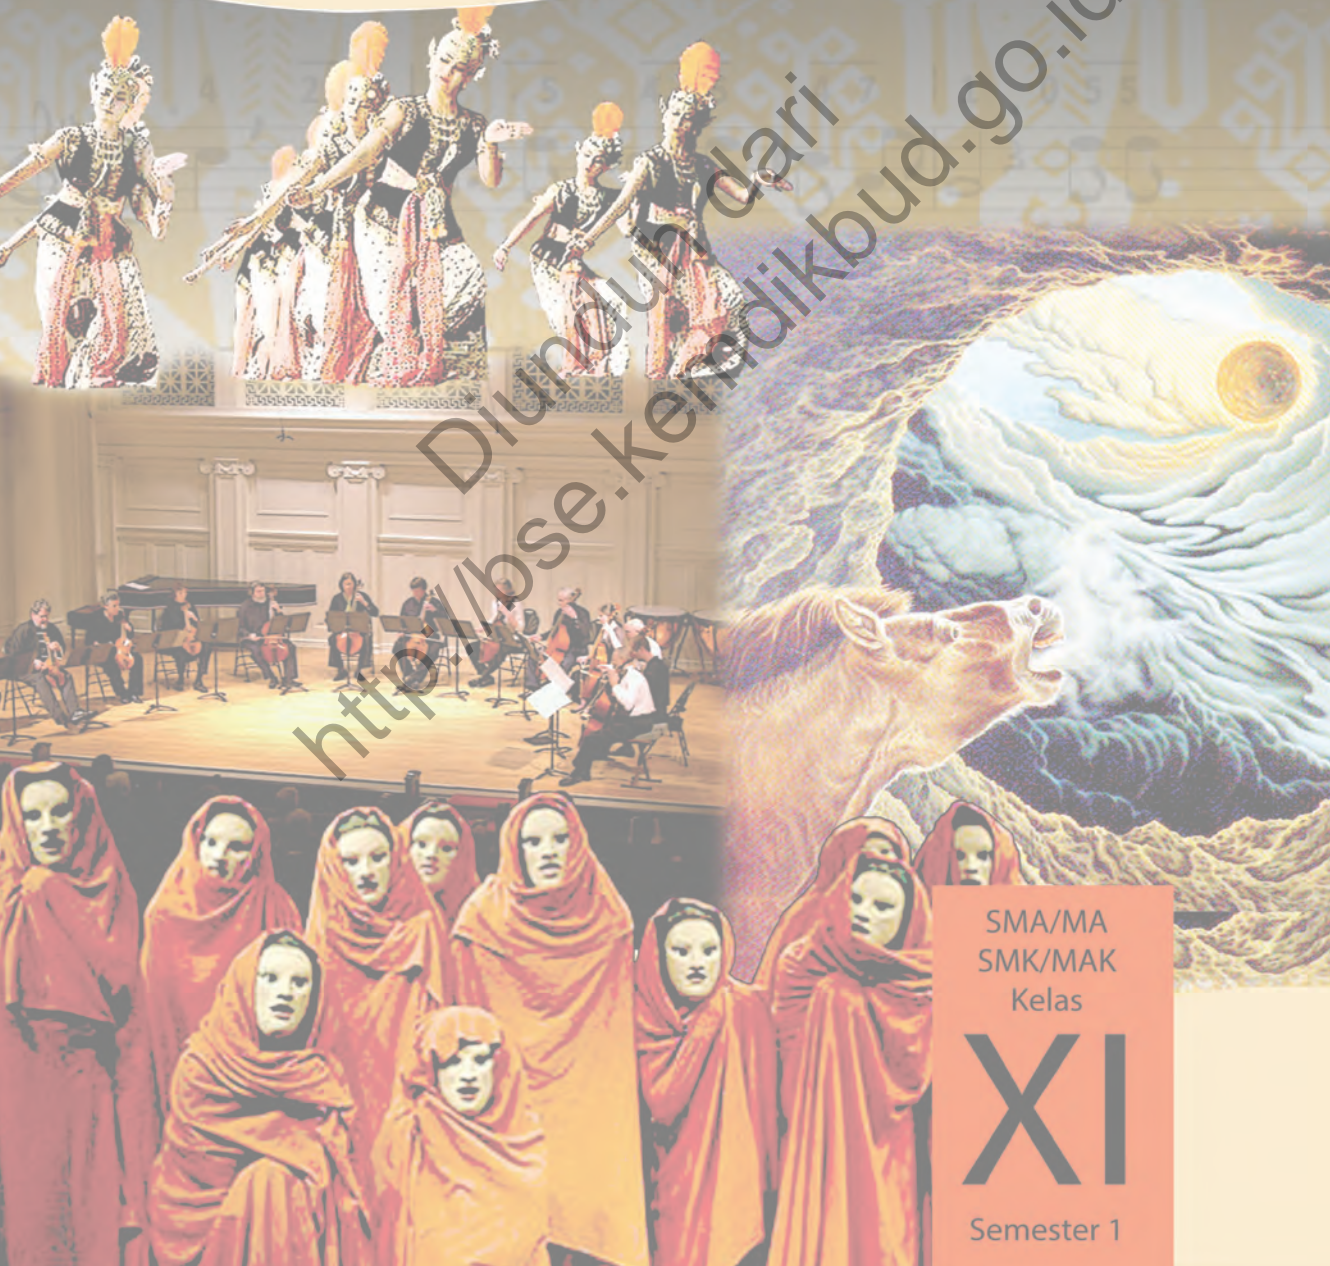 Diunduh dari
http://bse.kemdikbud.go.id
SMA/MA
SMK/MAK
Kelas
XI
Semester 1